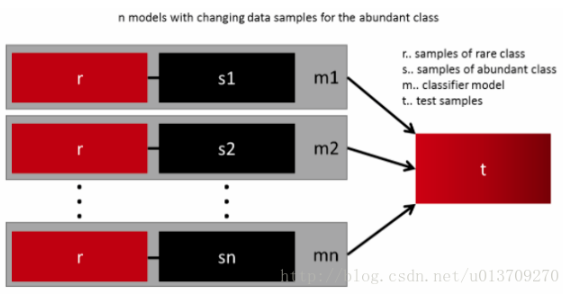 n models with changing data samples for the abundant class
r.. samples of rare class
s.. samples of abundant class
m.. classifier model
t.. test samples
r s1 m1
r s2 m2
t
r sn mn
http://blog.csdn.net/u013709270